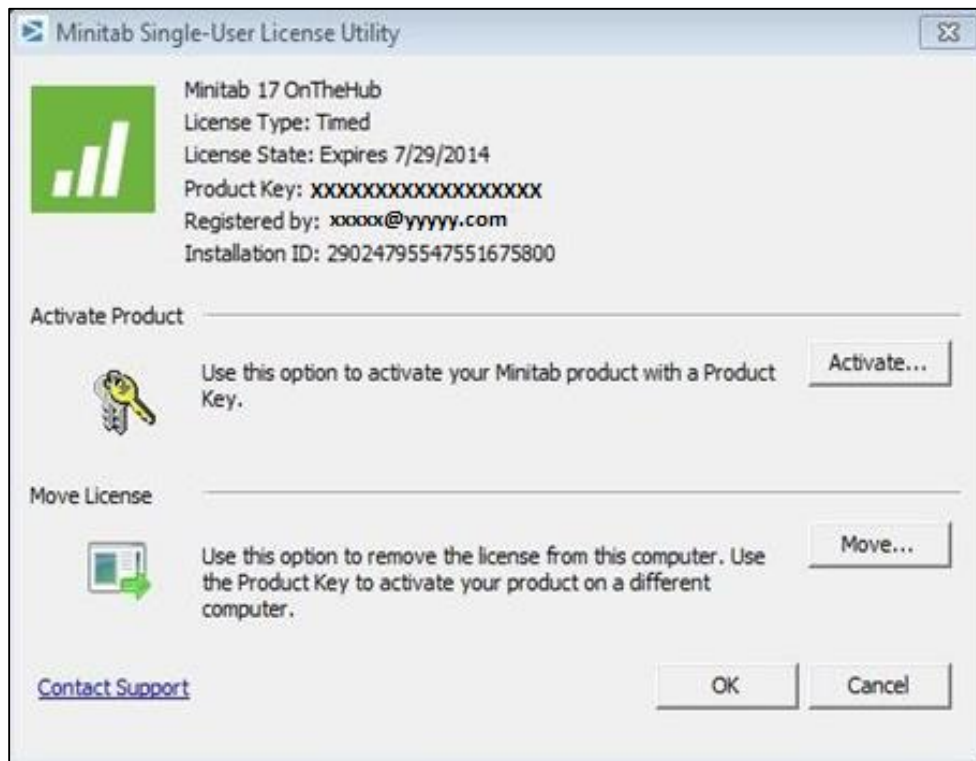 Minitab Single-User License Utility
Minitab 17 OnTheHub
License Type: Timed
License State: Expires 7/29/2014
Product Key: XXXXXXXXXXXXXXXXXX
Registered by: xxxxx@yyyyy.com
Installation ID: 29024795547551675800
Activate Product
Use this option to activate your Minitab product with a Product
Key.
Activate...
Move License
Use this option to remove the license from this computer. Use
the Product Key to activate your product on a different
computer.
Move...
Contact Support
OK
Cancel